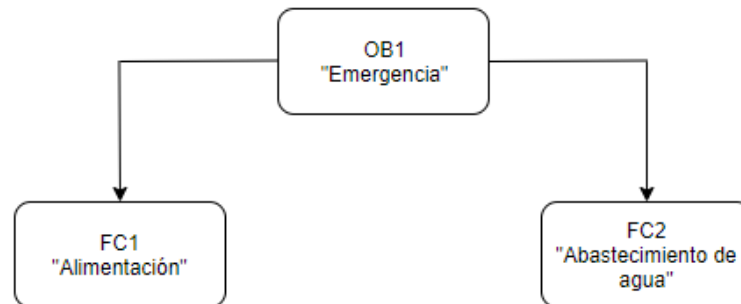 OB1
"Emergencia"
FC1
"Alimentación"
FC2
"Abastecimiento de
agua"